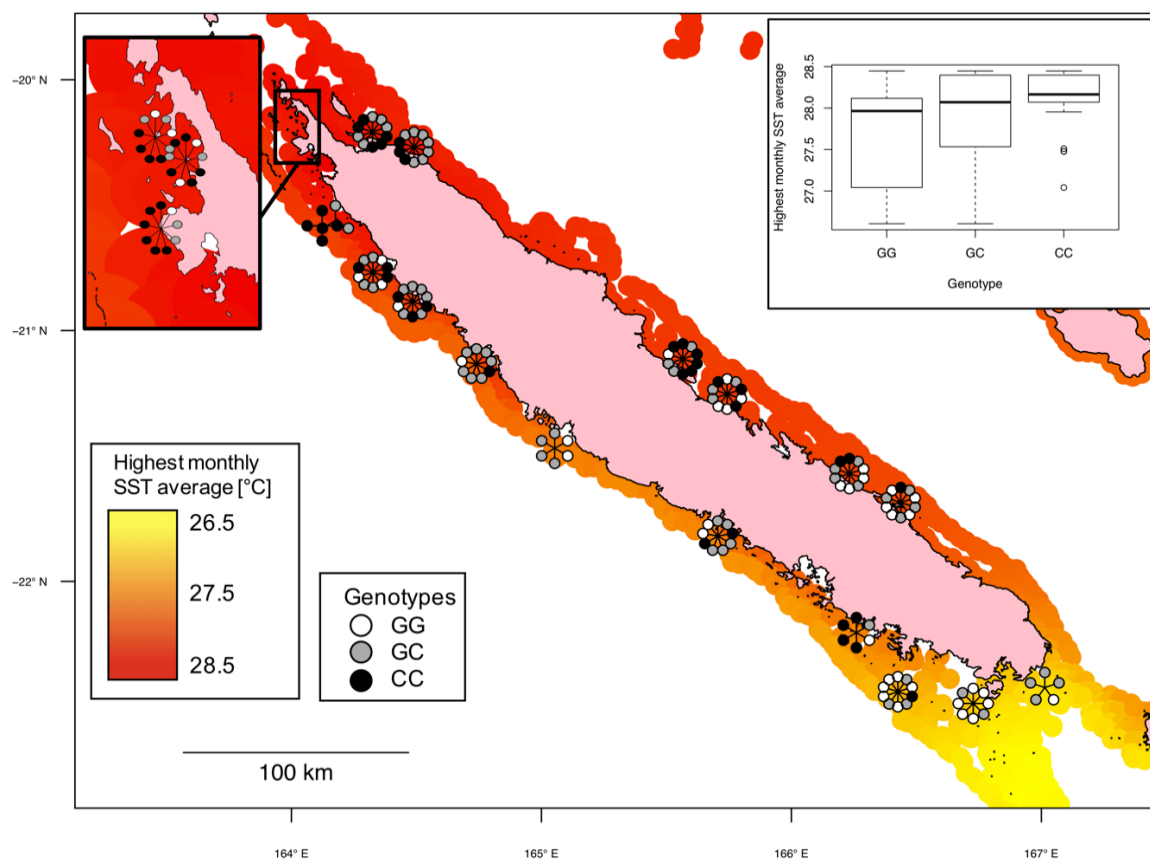 −20° N
−21° N
−22° N
164° E
165° E
166° E
167° E
Highest monthly SST average
28.5
28.0
27.5
27.0
GG
GC
CC
Genotype
Highest monthly
SST average [°C]
26.5
27.5
28.5
Genotypes
GG
GC
CC
100 km